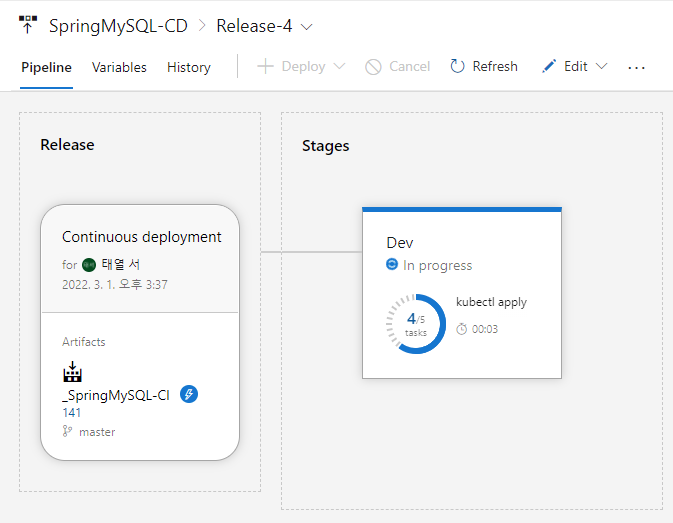 SpringMySQL-CD > Release-4
Pipeline Variables History Deploy Cancel Refresh Edit ...
Release
Stages
Continuous deployment
for 태열 서
2022. 3. 1. 오후 3:37
Artifacts
_SpringMySQL-CI
141
master
Dev
In progress
4/5
tasks
kubectl apply
00:03